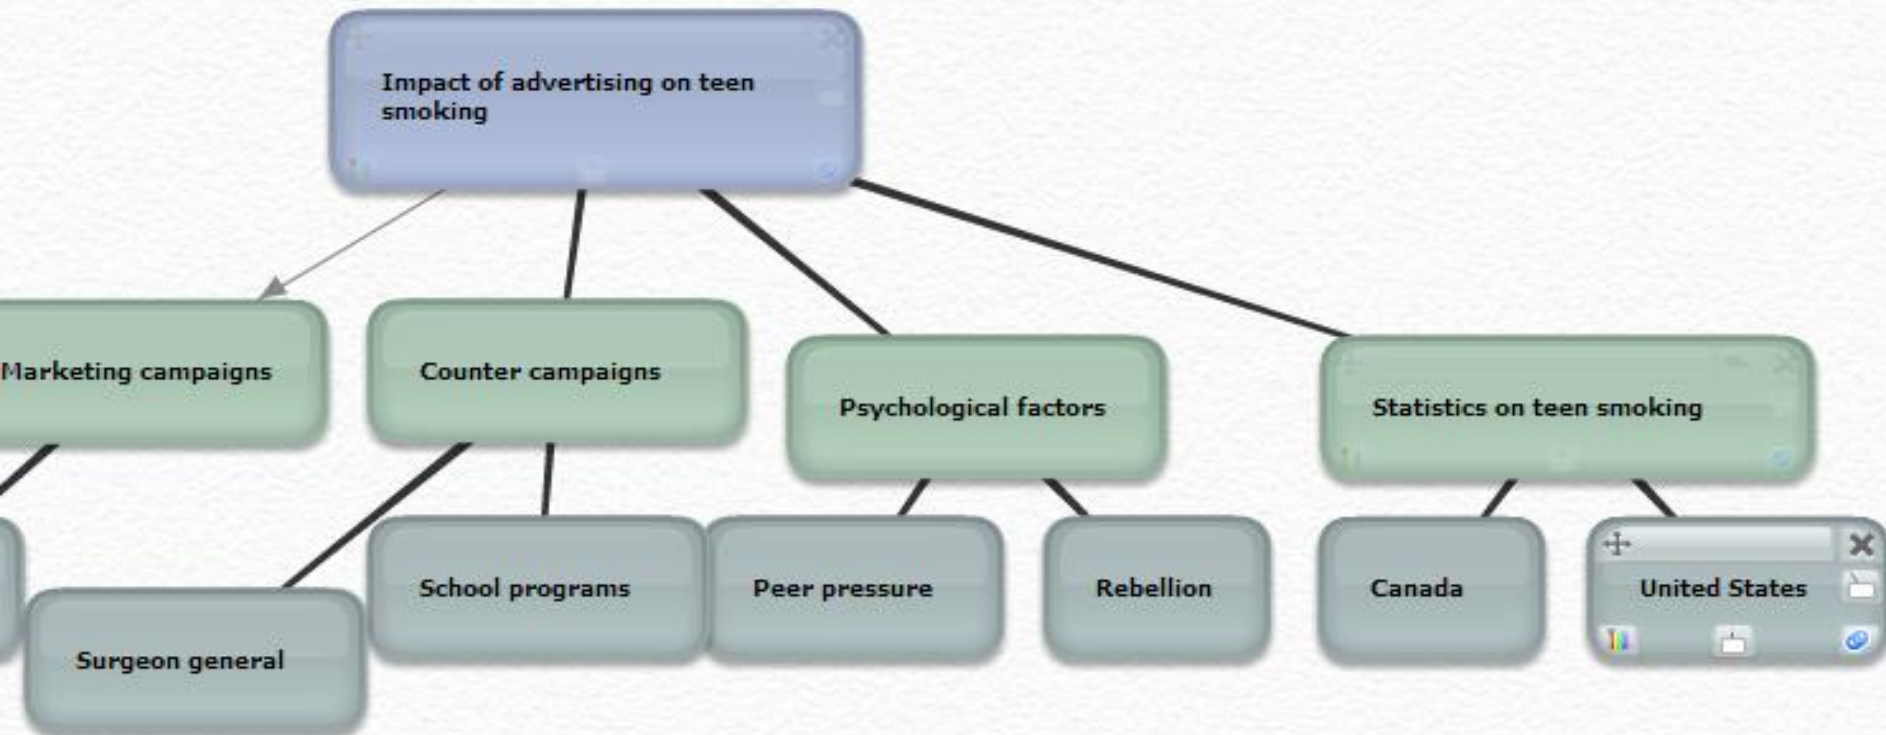 Impact of advertising on teen
smoking
Marketing campaigns
Counter campaigns
Psychological factors
Statistics on teen smoking
School programs
Peer pressure
Rebellion
Canada
United States
Surgeon general